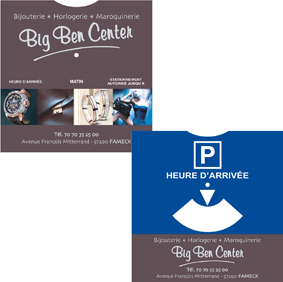 Bijouterie • Horlogerie • Maroquinerie
Big Ben Center
HEURE D'ARRIVÉE
MATIN
STATIONNEMENT
AUTORISÉ JUSQU'À
Tél. 70 70 35 25 00
Avenue François Mitterrand - 57290 FAMECK
P
HEURE D'ARRIVÉE
Bijouterie • Horlogerie • Maroquinerie
Big Ben Center
Tél. 70 70 35 25 00
Avenue François Mitterrand - 57290 FAMECK